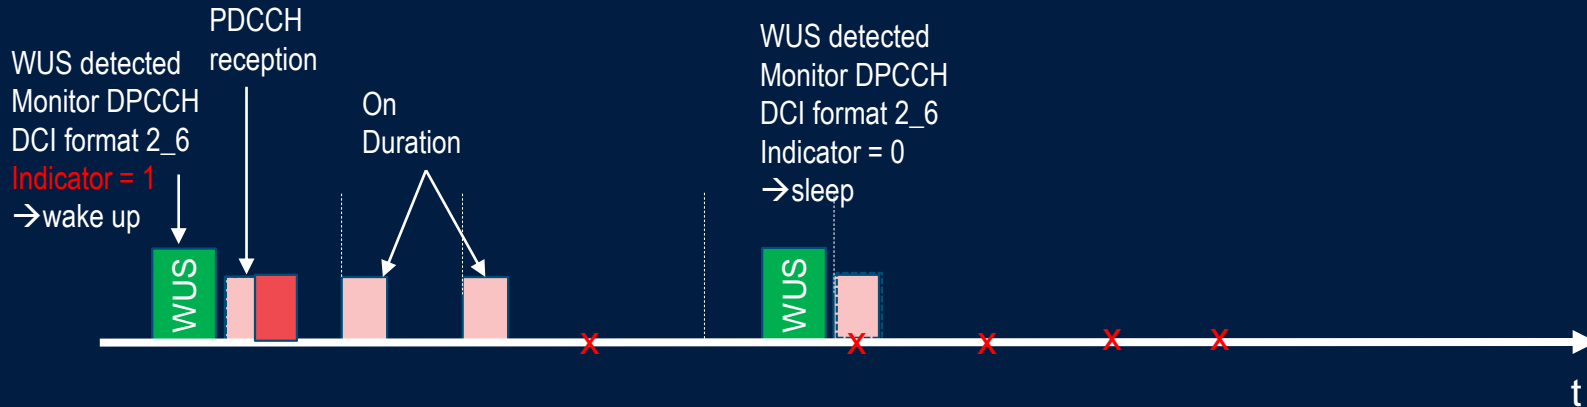 WUS detected
Monitor DPCCH
DCI format 2_6
Indicator = 1
→wake up
PDCCH
reception
On
Duration
WUS detected
Monitor DPCCH
DCI format 2_6
Indicator = 0
→sleep
WUS
WUS
x x x x x
t